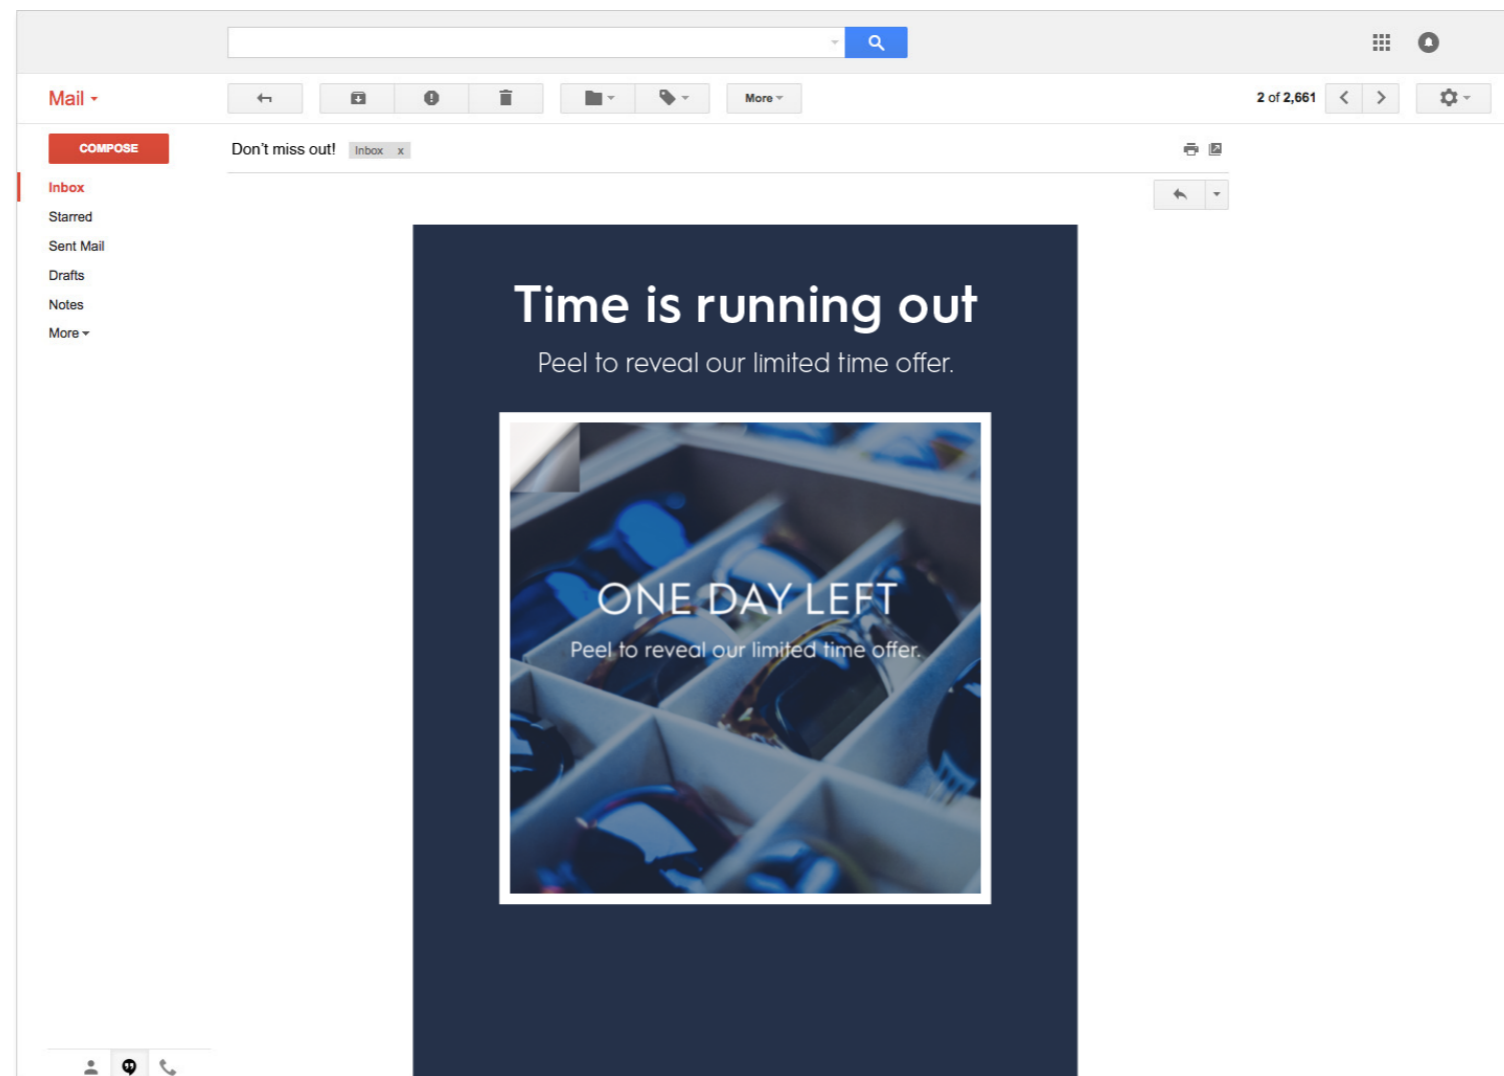 Mail
More
2 of 2,661
COMPOSE
Don't miss out!
Inbox x
Inbox
Starred
Sent Mail
Drafts
Notes
More
Time is running out
Peel to reveal our limited time offer.
ONE DAY LEFT
Peel to reveal our limited time offer.